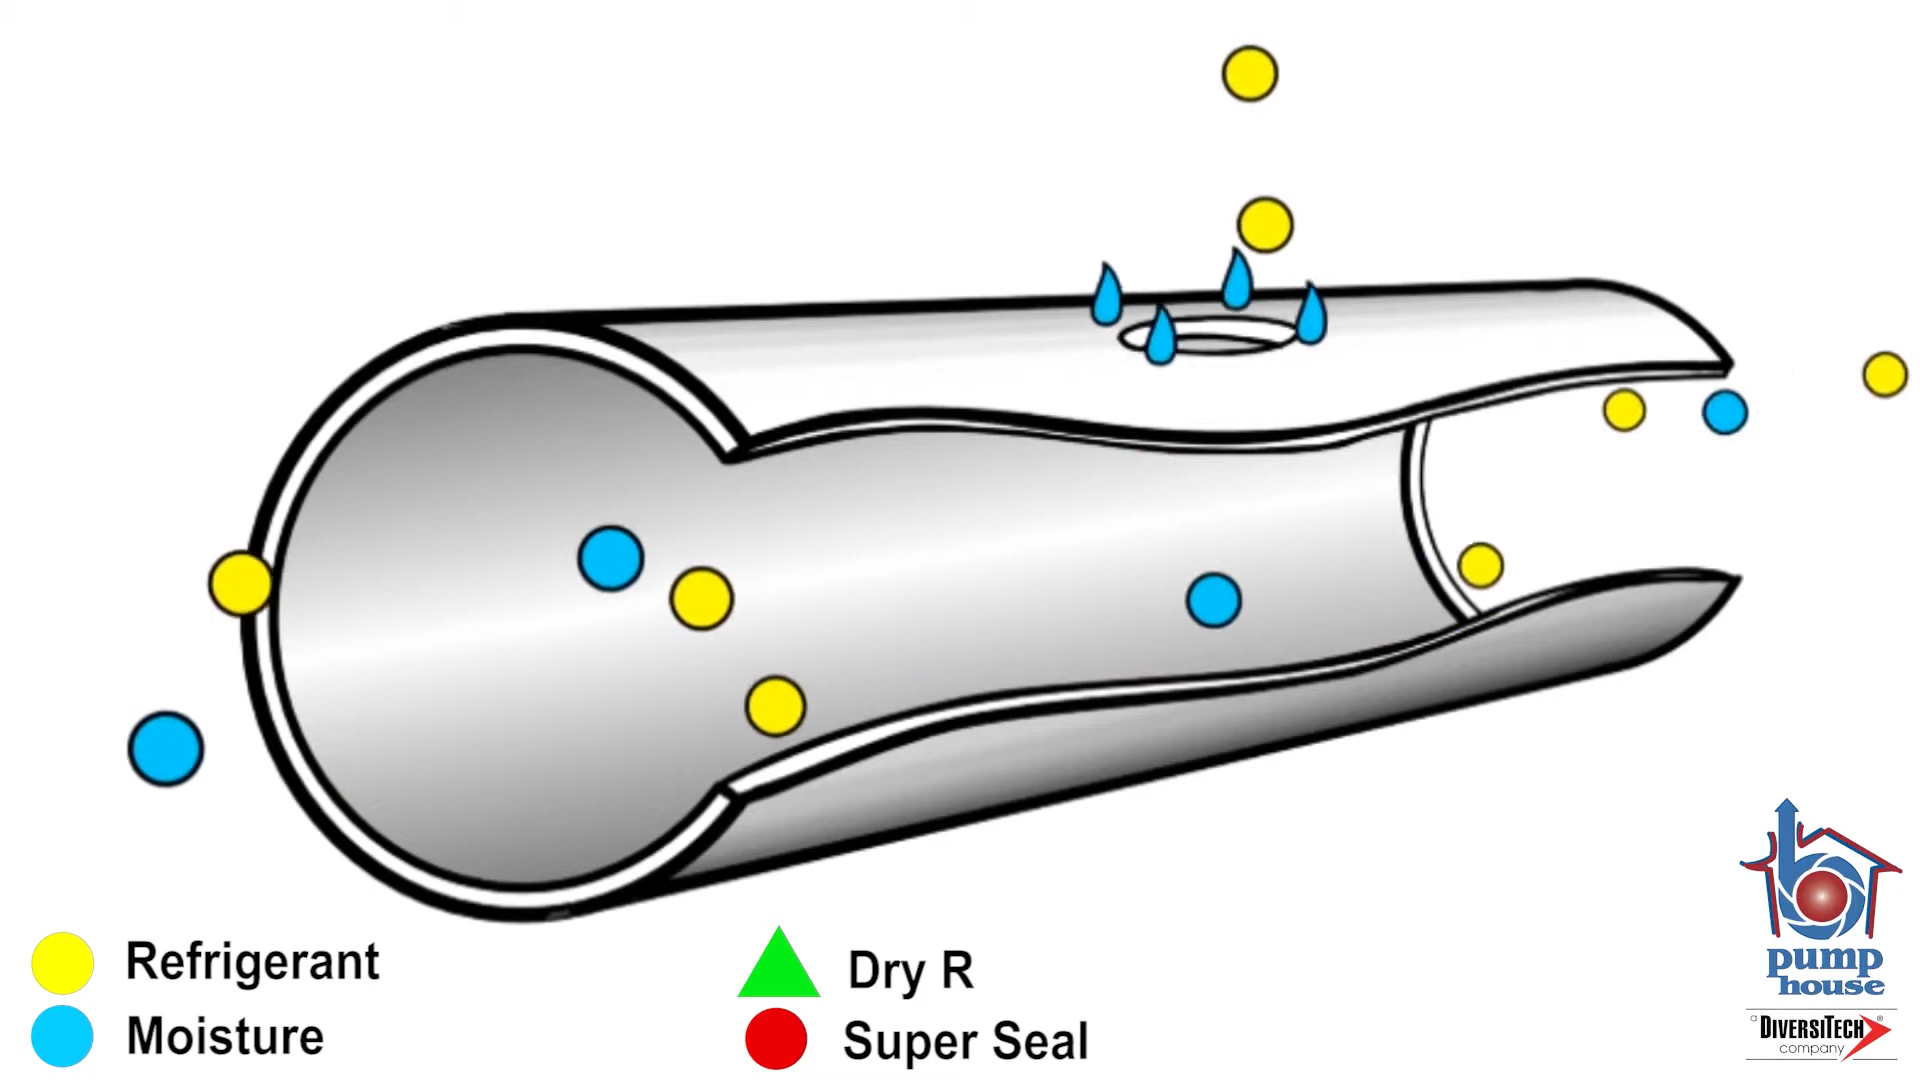 Refrigerant
Moisture
Dry R
Super Seal
pump
house
a DIVERSITECH®
company